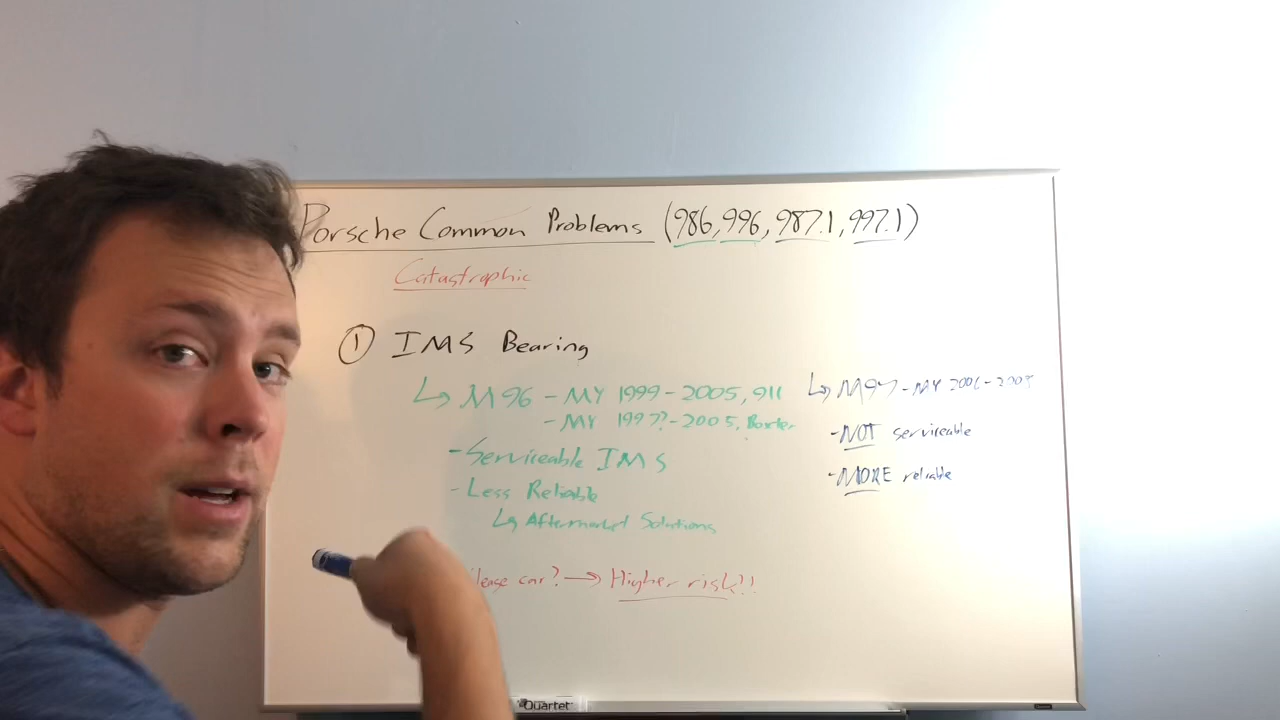 Porsche Common Problems (986, 996, 987.1, 997.1)
Catastrophic
① IMS Bearing
↳ M96 - MY 1999 - 2005, 911
- MY 1997? - 2005, Boxter
- Serviceable IMS
- Less Reliable
↳ Aftermarket Solutions
car? → Higher risk!!
↳ M97 - MY 2006 - 2008
- NOT serviceable
- MORE reliable
Quartet